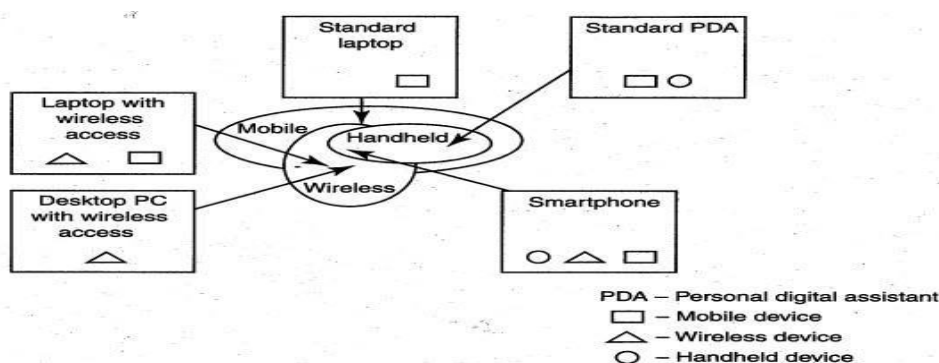 Standard
laptop
Standard PDA
Laptop with
wireless
access
Mobile
Handheld
Wireless
Desktop PC
with wireless
access
Smartphone
PDA – Personal digital assistant
– Mobile device
– Wireless device
– Handheld device